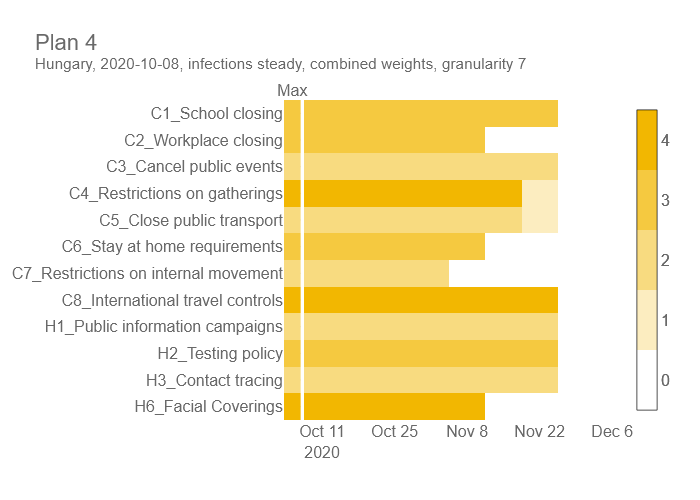 Plan 4
Hungary, 2020-10-08, infections steady, combined weights, granularity 7
Max
C1_School closing
C2_Workplace closing
C3_Cancel public events
C4_Restrictions on gatherings
C5_Close public transport
C6_Stay at home requirements
C7_Restrictions on internal movement
C8_International travel controls
H1_Public information campaigns
H2_Testing policy
H3_Contact tracing
H6_Facial Coverings
Oct 11 Oct 25 Nov 8 Nov 22 Dec 6
2020
4
3
2
1
0